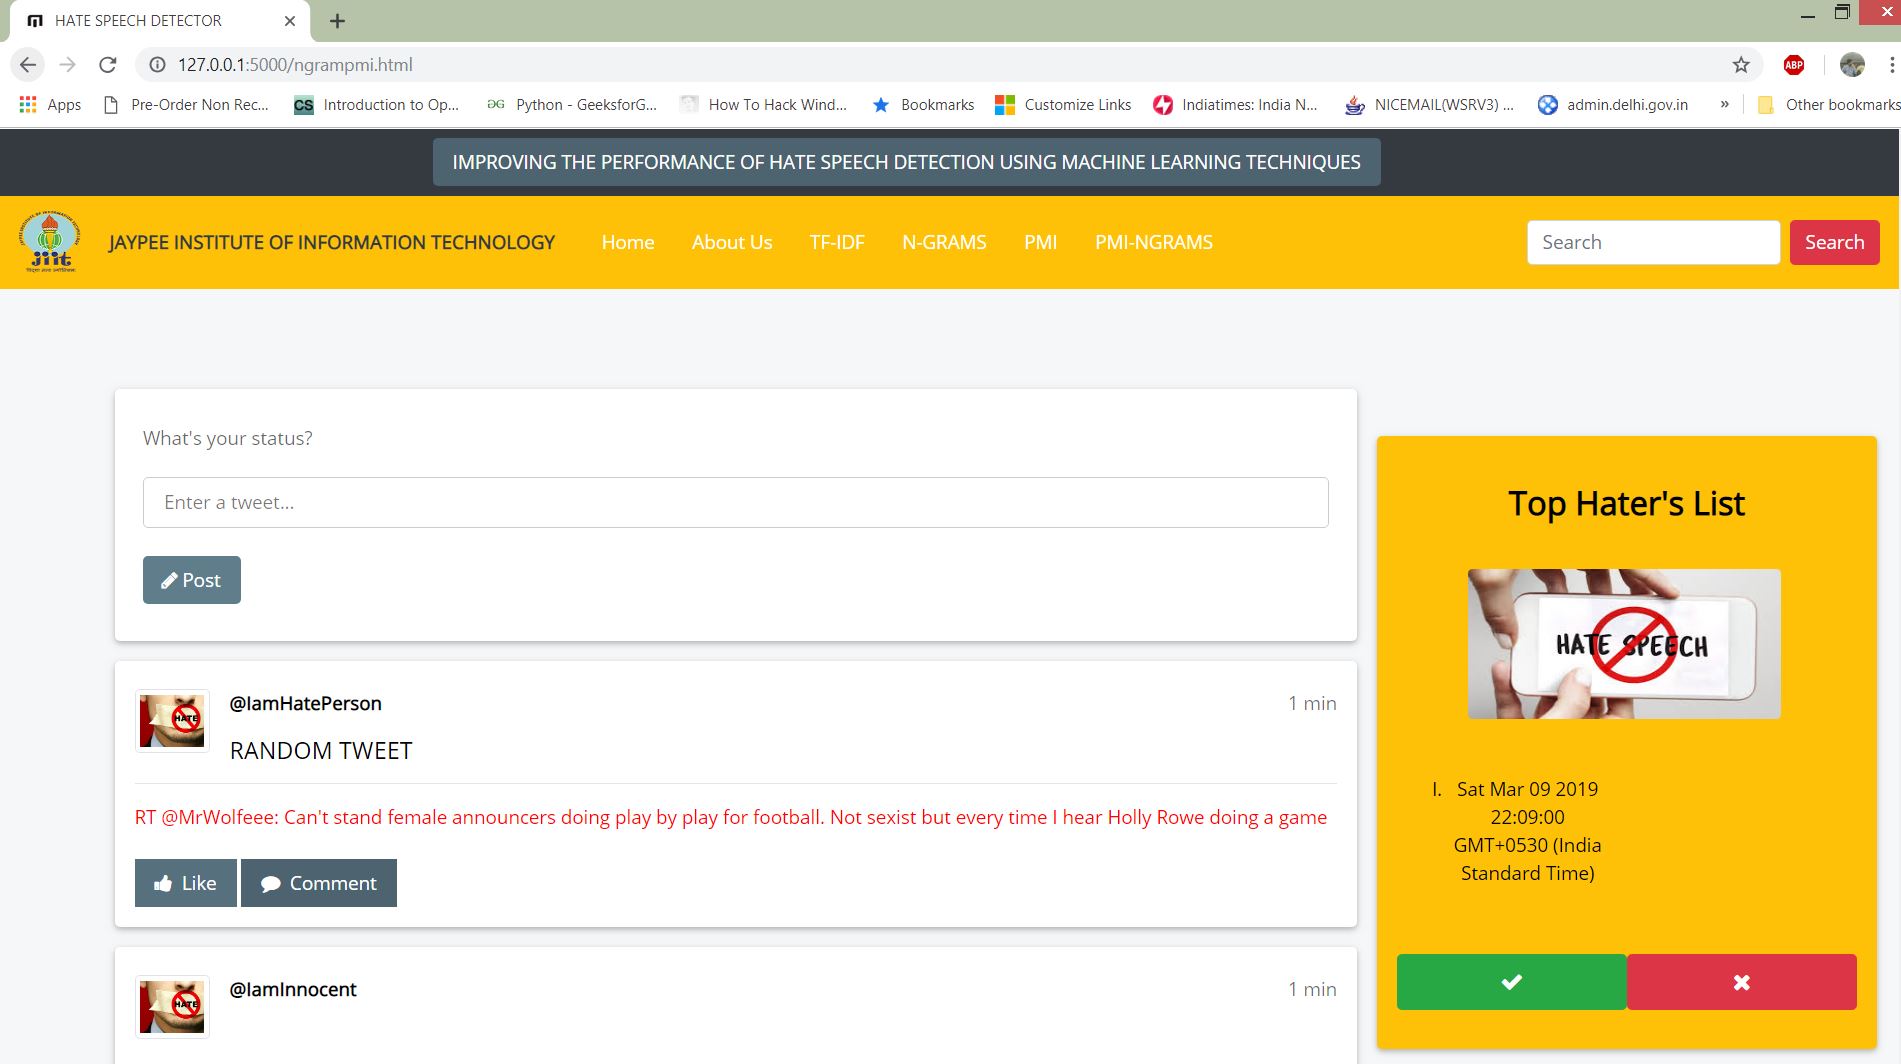 HATE SPEECH DETECTOR
127.0.0.1:5000/ngrampmi.html
ABP
Apps
Pre-Order Non Rec...
CS
Introduction to Op...
Python - GeeksforG...
How To Hack Wind...
Bookmarks
Customize Links
Indiatimes: India N...
NICEMAIL(WSRV3) ...
admin.delhi.gov.in
»
Other bookmarks
IMPROVING THE PERFORMANCE OF HATE SPEECH DETECTION USING MACHINE LEARNING TECHNIQUES
jiit
JAYPEE INSTITUTE OF INFORMATION TECHNOLOGY
Home
About Us
TF-IDF
N-GRAMS
PMI
PMI-NGRAMS
Search
Search
What's your status?
Enter a tweet...
Post
HATE
@IamHatePerson
1 min
RANDOM TWEET
RT @MrWolfeee: Can't stand female announcers doing play by play for football. Not sexist but every time I hear Holly Rowe doing a game
Like
Comment
HATE
@IamInnocent
1 min
Top Hater's List
HATE SPEECH
I. Sat Mar 09 2019
22:09:00
GMT+0530 (India
Standard Time)